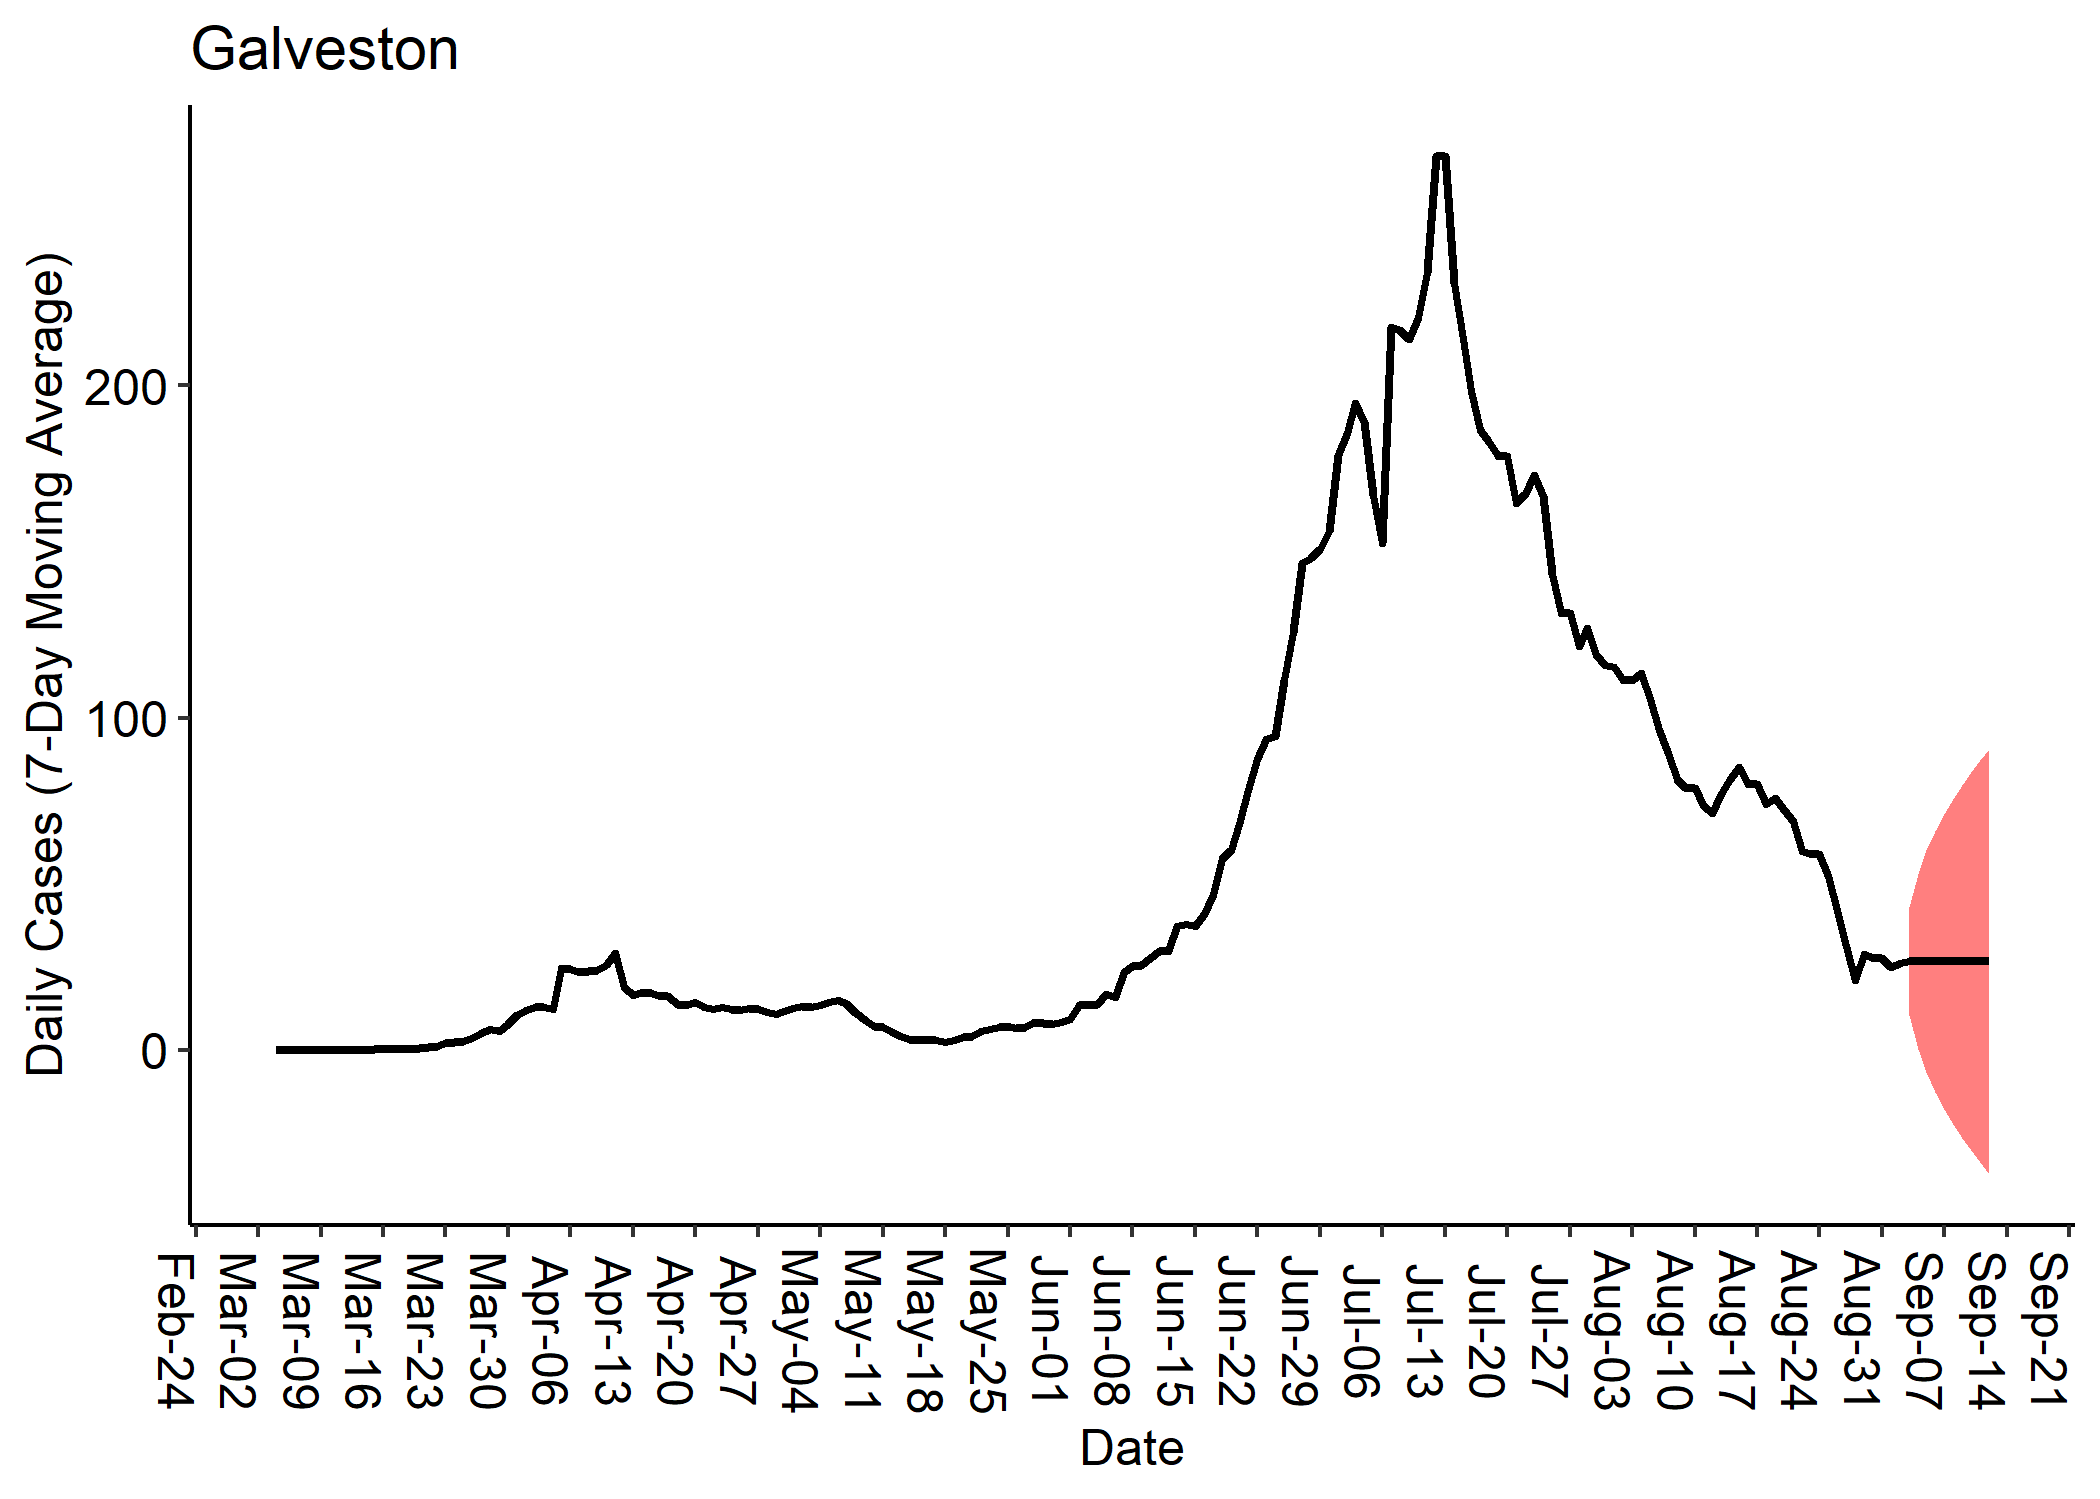 Galveston
Daily Cases (7-Day Moving Average)
200
100
0
Feb-24
Mar-02
Mar-09
Mar-16
Mar-23
Mar-30
Apr-06
Apr-13
Apr-20
Apr-27
May-04
May-11
May-18
May-25
Jun-01
Jun-08
Jun-15
Jun-22
Jun-29
Jul-06
Jul-13
Jul-20
Jul-27
Aug-03
Aug-10
Aug-17
Aug-24
Aug-31
Sep-07
Sep-14
Sep-21
Date